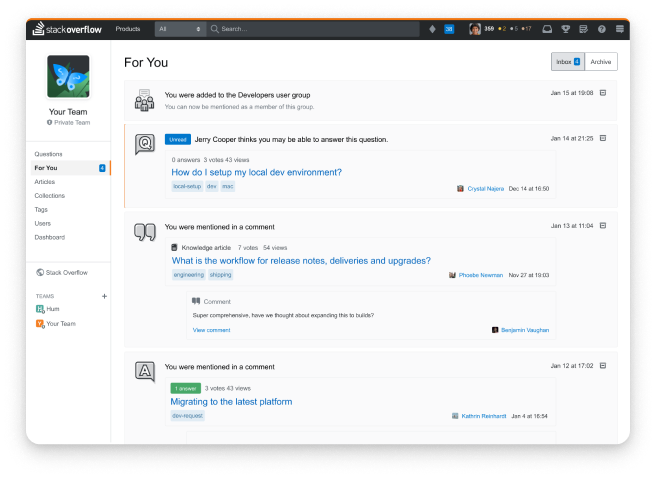 stackoverflow Products All Search... 38 359 2 5 17
Your Team
Private Team
Questions
For You 4
Articles
Collections
Tags
Users
Dashboard
Stack Overflow
TEAMS +
H Hum
Y Your Team
For You
Inbox 4 Archive
You were added to the Developers user group Jan 15 at 19:08
You can now be mentioned as a member of this group.
Q Unread Jerry Cooper thinks you may be able to answer this question. Jan 14 at 21:25
0 answers 3 votes 43 views
How do I setup my local dev environment?
local-setup dev mac
Crystal Najera Dec 14 at 16:50
You were mentioned in a comment Jan 13 at 11:04
Knowledge article 7 votes 54 views
What is the workflow for release notes, deliveries and upgrades?
engineering shipping
Phoebe Newman Nov 27 at 19:03
Comment
Super comprehensive, have we thought about expanding this to builds?
View comment Benjamin Vaughan
A You were mentioned in a comment Jan 12 at 17:02
1 answer 3 votes 43 views
Migrating to the latest platform
dev-request
Kathrin Reinhardt Jan 4 at 16:54